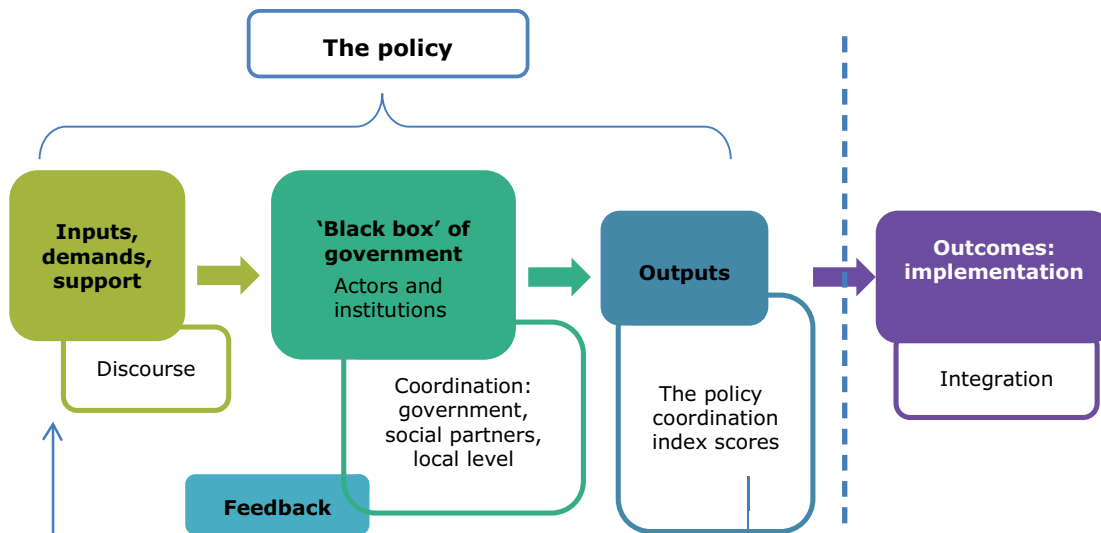 The policy
Inputs,
demands,
support
Discourse
‘Black box’ of
government
Actors and
institutions
Coordination:
government,
social partners,
local level
Outputs
The policy
coordination
index scores
Outcomes:
implementation
Integration
Feedback